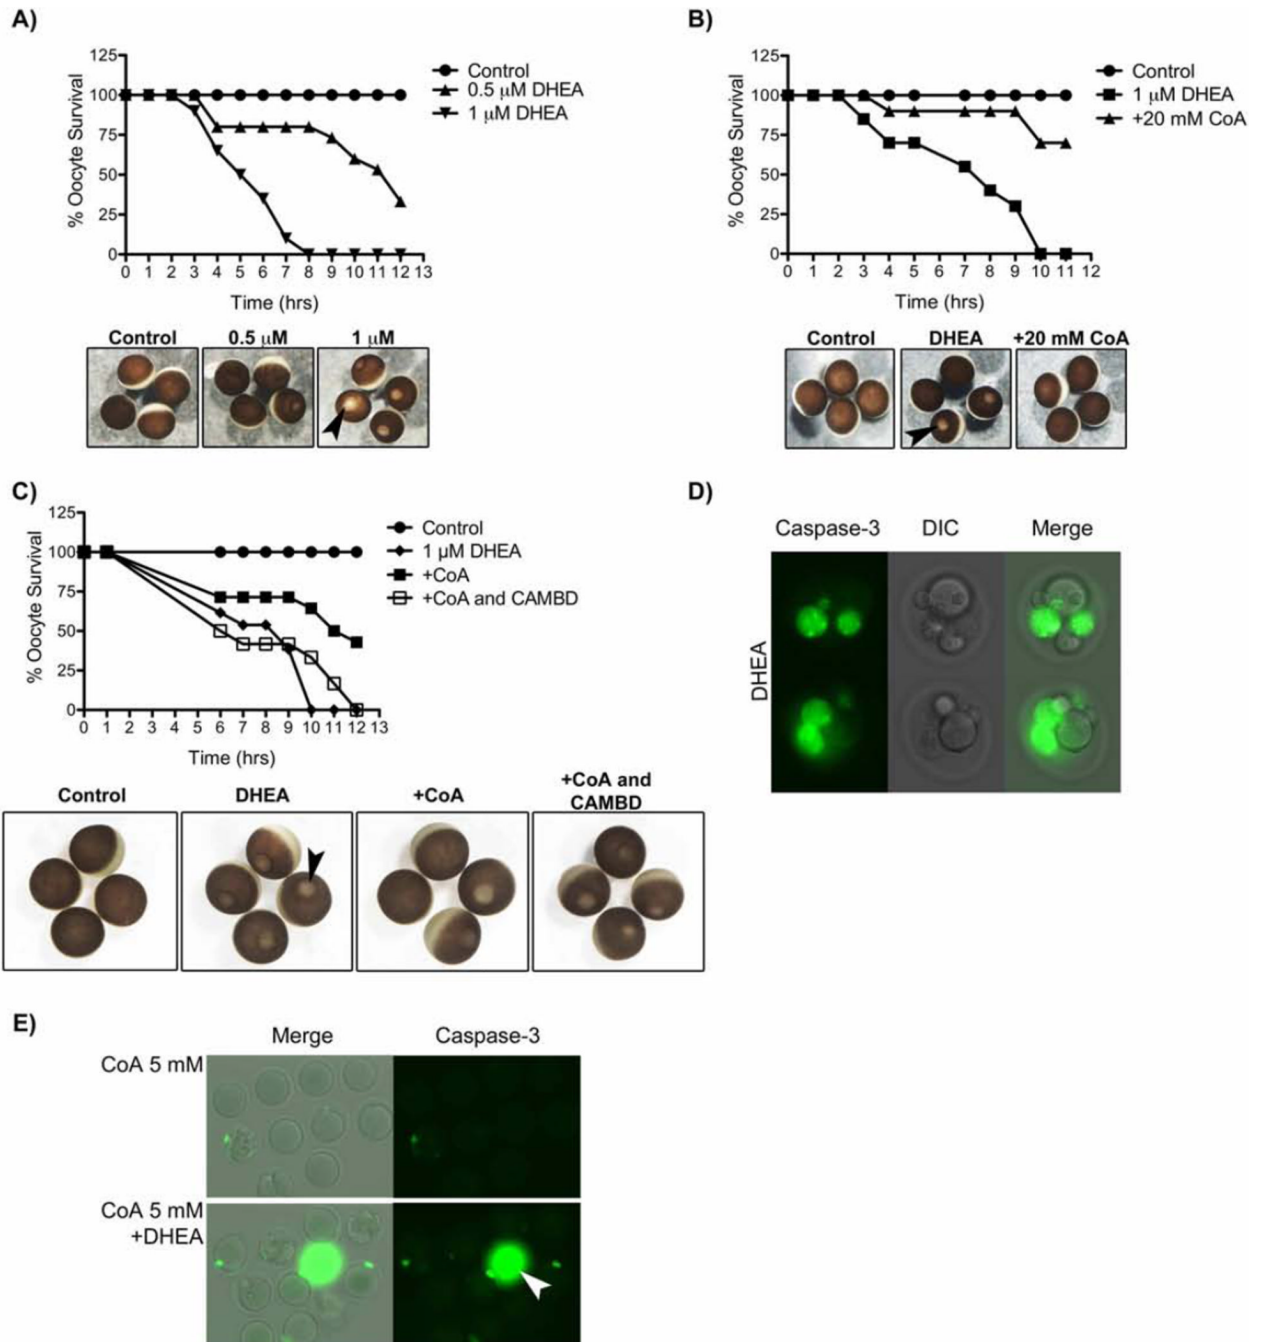 A)
125
100
75
50
25
0
% Oocyte Survival
0 1 2 3 4 5 6 7 8 9 10 11 12 13
Time (hrs)
Control
0.5 μM DHEA
1 μM DHEA
Control
0.5 μM
1 μM
B)
125
100
75
50
25
0
% Oocyte Survival
0 1 2 3 4 5 6 7 8 9 10 11 12
Time (hrs)
Control
1 μM DHEA
+20 mM CoA
Control
DHEA
+20 mM CoA
C)
125
100
75
50
25
0
% Oocyte Survival
0 1 2 3 4 5 6 7 8 9 10 11 12 13
Time (hrs)
Control
1 μM DHEA
+CoA
+CoA and CAMBD
Control
DHEA
+CoA
+CoA and
CAMBD
D)
Caspase-3
DIC
Merge
DHEA
E)
Merge
Caspase-3
CoA 5 mM
CoA 5 mM
+DHEA